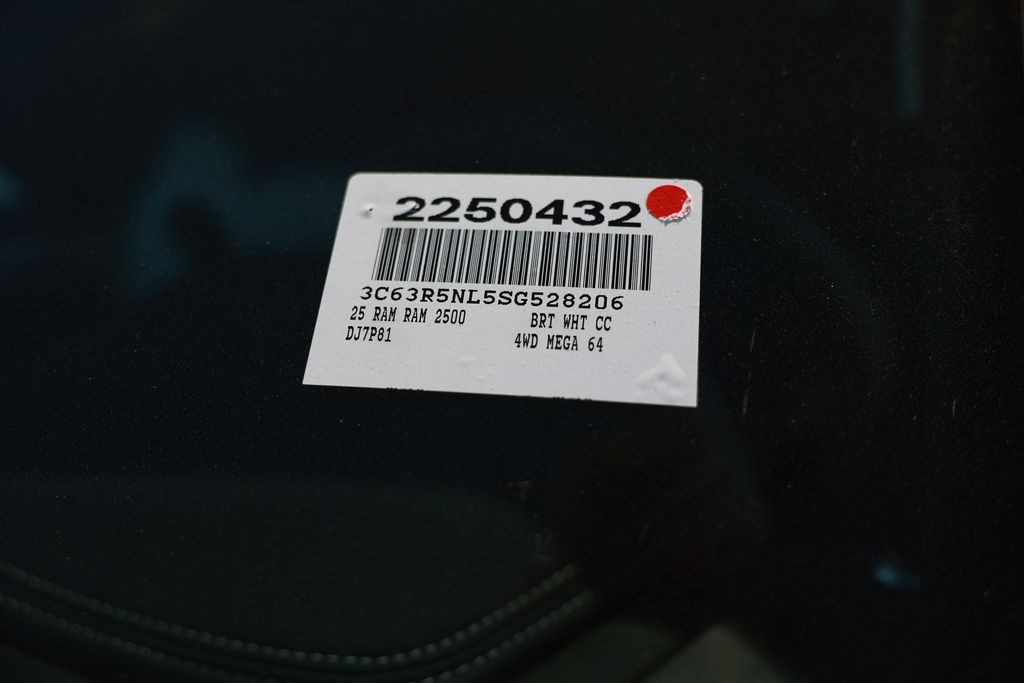 2250432
3C63R5NL5SG528206
25 RAM RAM 2500 BRT WHT CC
DJ7P81 4WD MEGA 64